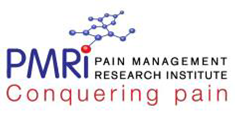 PMRi PAIN MANAGEMENT
RESEARCH INSTITUTE
Conquering pain